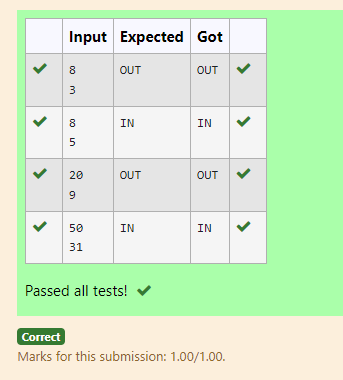 Input Expected Got
8 OUT OUT
3
8 IN IN
5
20 OUT OUT
9
50 IN IN
31
Passed all tests!
Correct
Marks for this submission: 1.00/1.00.